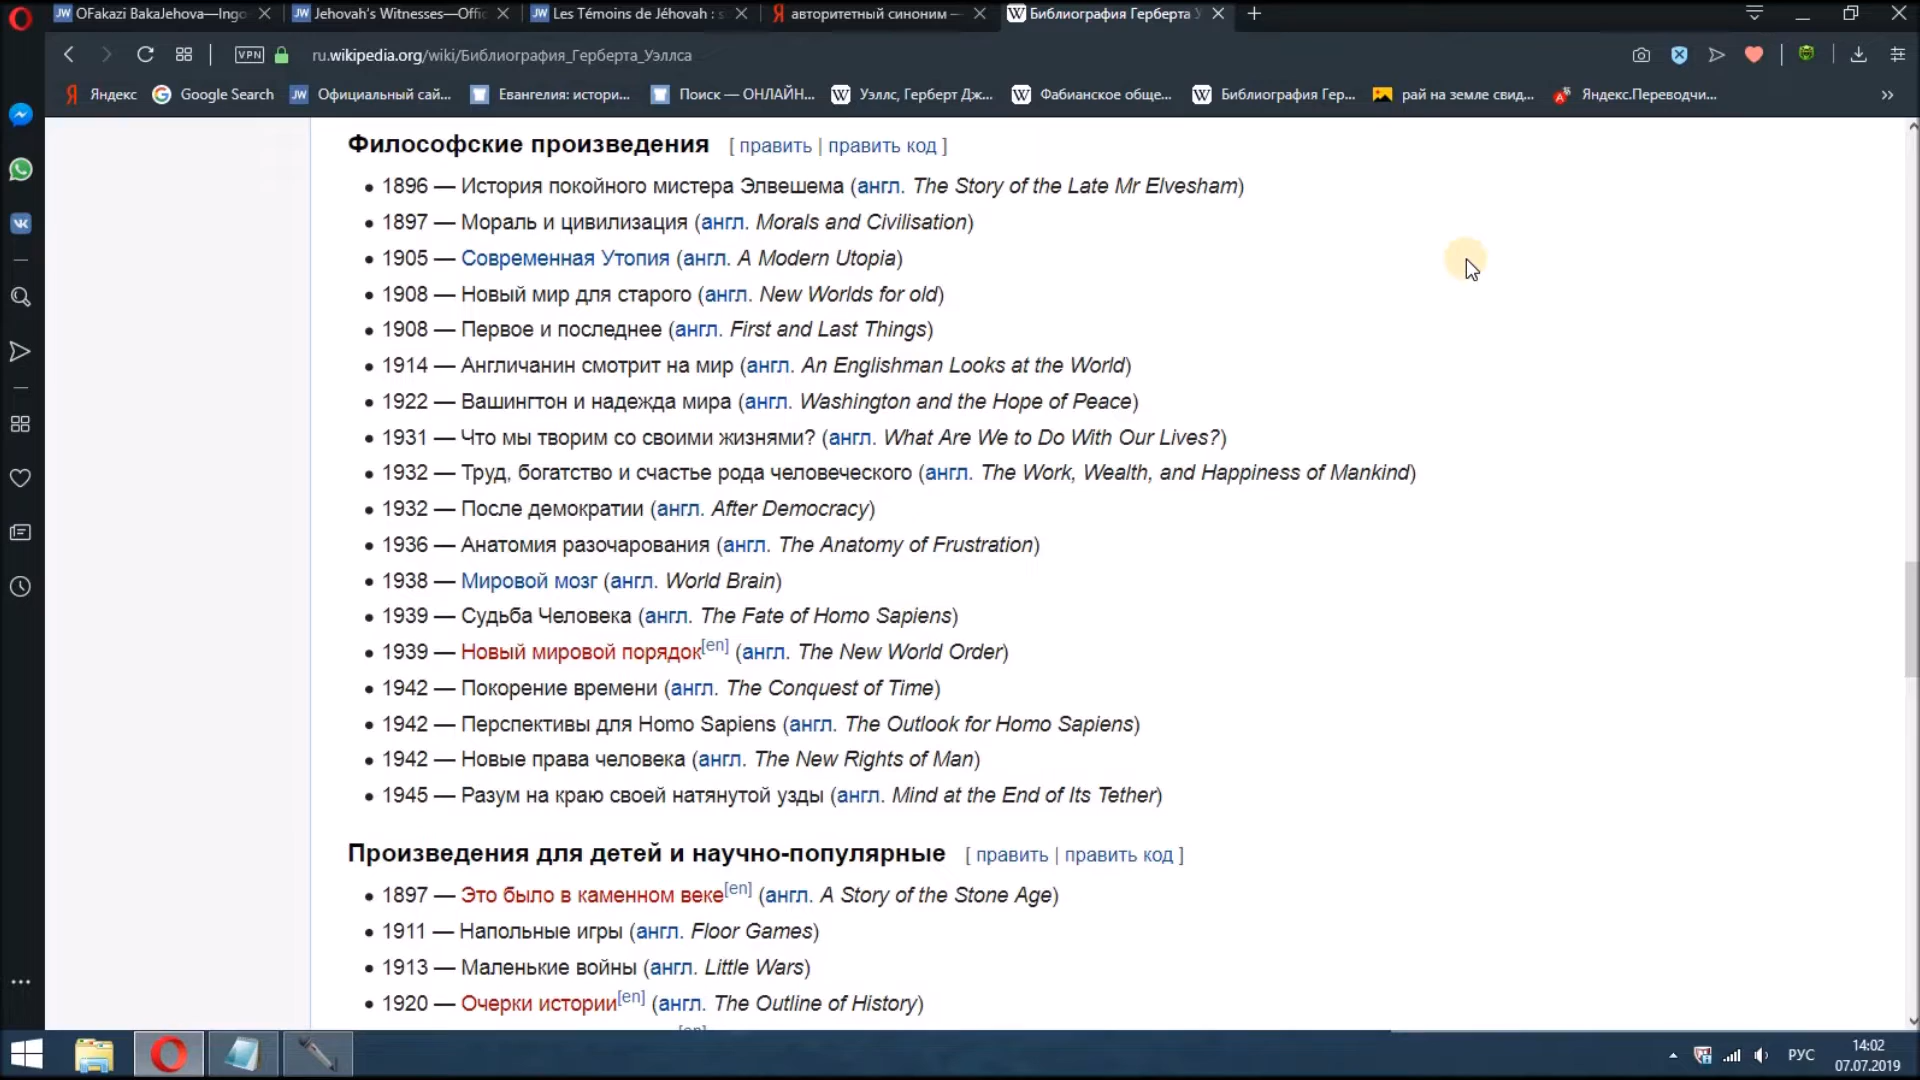 OFakazi BakaJehova—Ingo
Jehovah's Witnesses—Offic
Les Témoins de Jéhovah : s
авторитетный синоним —
Библиография Герберта У
VPN
ru.wikipedia.org/wiki/Библиография_Герберта_Уэллса
Яндекс
Google Search
Официальный сай...
Евангелия: истори...
Поиск — ОНЛАЙН...
Уэллс, Герберт Дж...
Фабианское обще...
Библиография Гер...
рай на земле свид...
Яндекс.Переводчи...
Философские произведения [ править | править код ]
1896 — История покойного мистера Элвешема (англ. The Story of the Late Mr Elvesham)
1897 — Мораль и цивилизация (англ. Morals and Civilisation)
1905 — Современная Утопия (англ. A Modern Utopia)
1908 — Новый мир для старого (англ. New Worlds for old)
1908 — Первое и последнее (англ. First and Last Things)
1914 — Англичанин смотрит на мир (англ. An Englishman Looks at the World)
1922 — Вашингтон и надежда мира (англ. Washington and the Hope of Peace)
1931 — Что мы творим со своими жизнями? (англ. What Are We to Do With Our Lives?)
1932 — Труд, богатство и счастье рода человеческого (англ. The Work, Wealth, and Happiness of Mankind)
1932 — После демократии (англ. After Democracy)
1936 — Анатомия разочарования (англ. The Anatomy of Frustration)
1938 — Мировой мозг (англ. World Brain)
1939 — Судьба Человека (англ. The Fate of Homo Sapiens)
1939 — Новый мировой порядок[en] (англ. The New World Order)
1942 — Покорение времени (англ. The Conquest of Time)
1942 — Перспективы для Homo Sapiens (англ. The Outlook for Homo Sapiens)
1942 — Новые права человека (англ. The New Rights of Man)
1945 — Разум на краю своей натянутой узды (англ. Mind at the End of Its Tether)
Произведения для детей и научно-популярные [ править | править код ]
1897 — Это было в каменном веке[en] (англ. A Story of the Stone Age)
1911 — Напольные игры (англ. Floor Games)
1913 — Маленькие войны (англ. Little Wars)
1920 — Очерки истории[en] (англ. The Outline of History)
РУС
14:02
07.07.2019